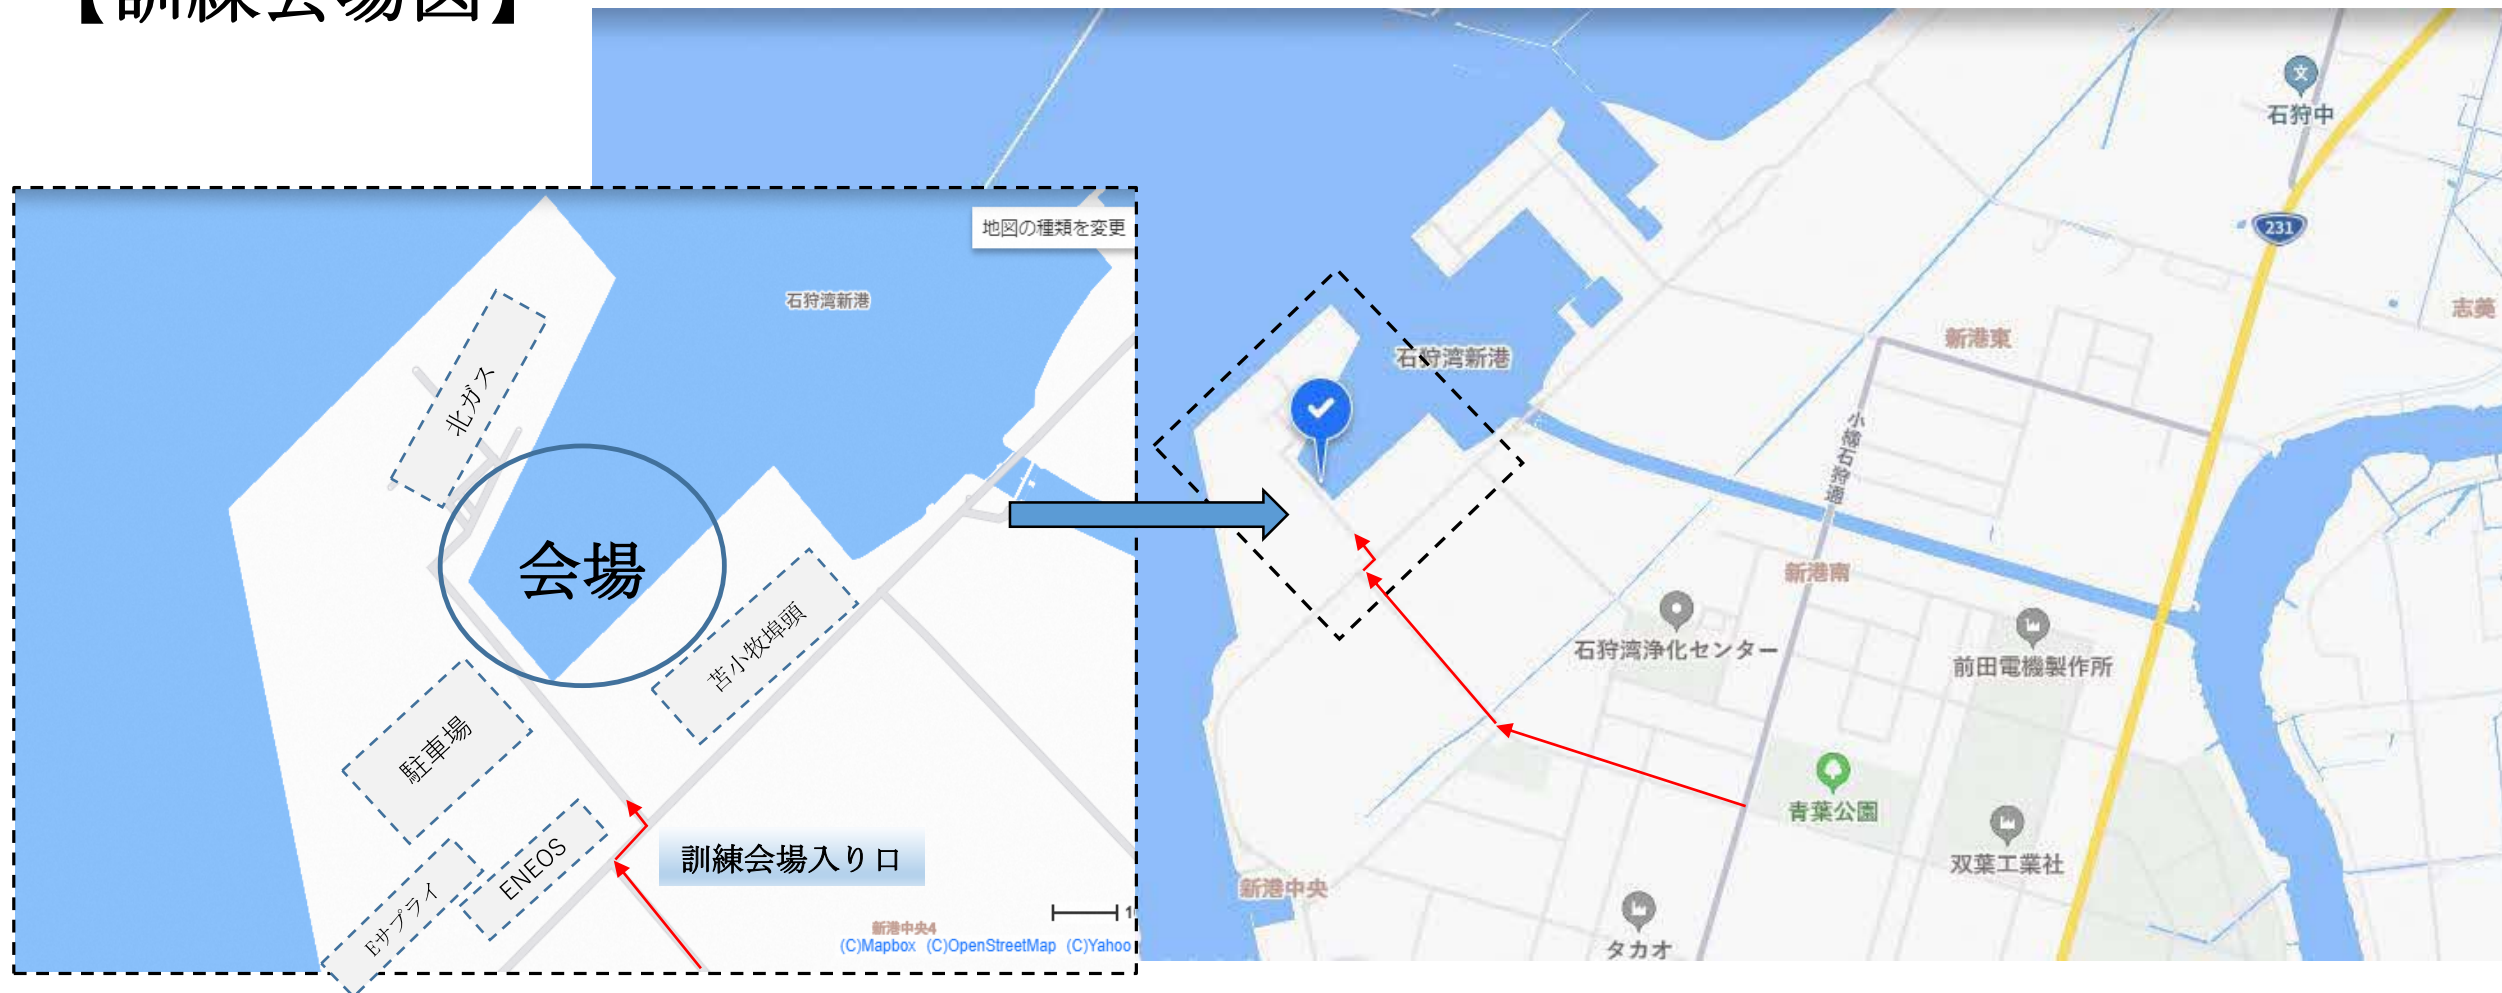 【訓練会場図】
地図の種類を変更
石狩湾新港
北ガス
会場
苫小牧埠頭
駐車場
ENEOS
Eサプライ
訓練会場入り口
新港中央4
(C)Mapbox (C)OpenStreetMap (C)Yahoo
石狩中
231
志美
新港東
石狩湾新港
小樽石狩通
新港南
石狩湾浄化センター
前田電機製作所
青葉公園
双葉工業社
新港中央
タカオ